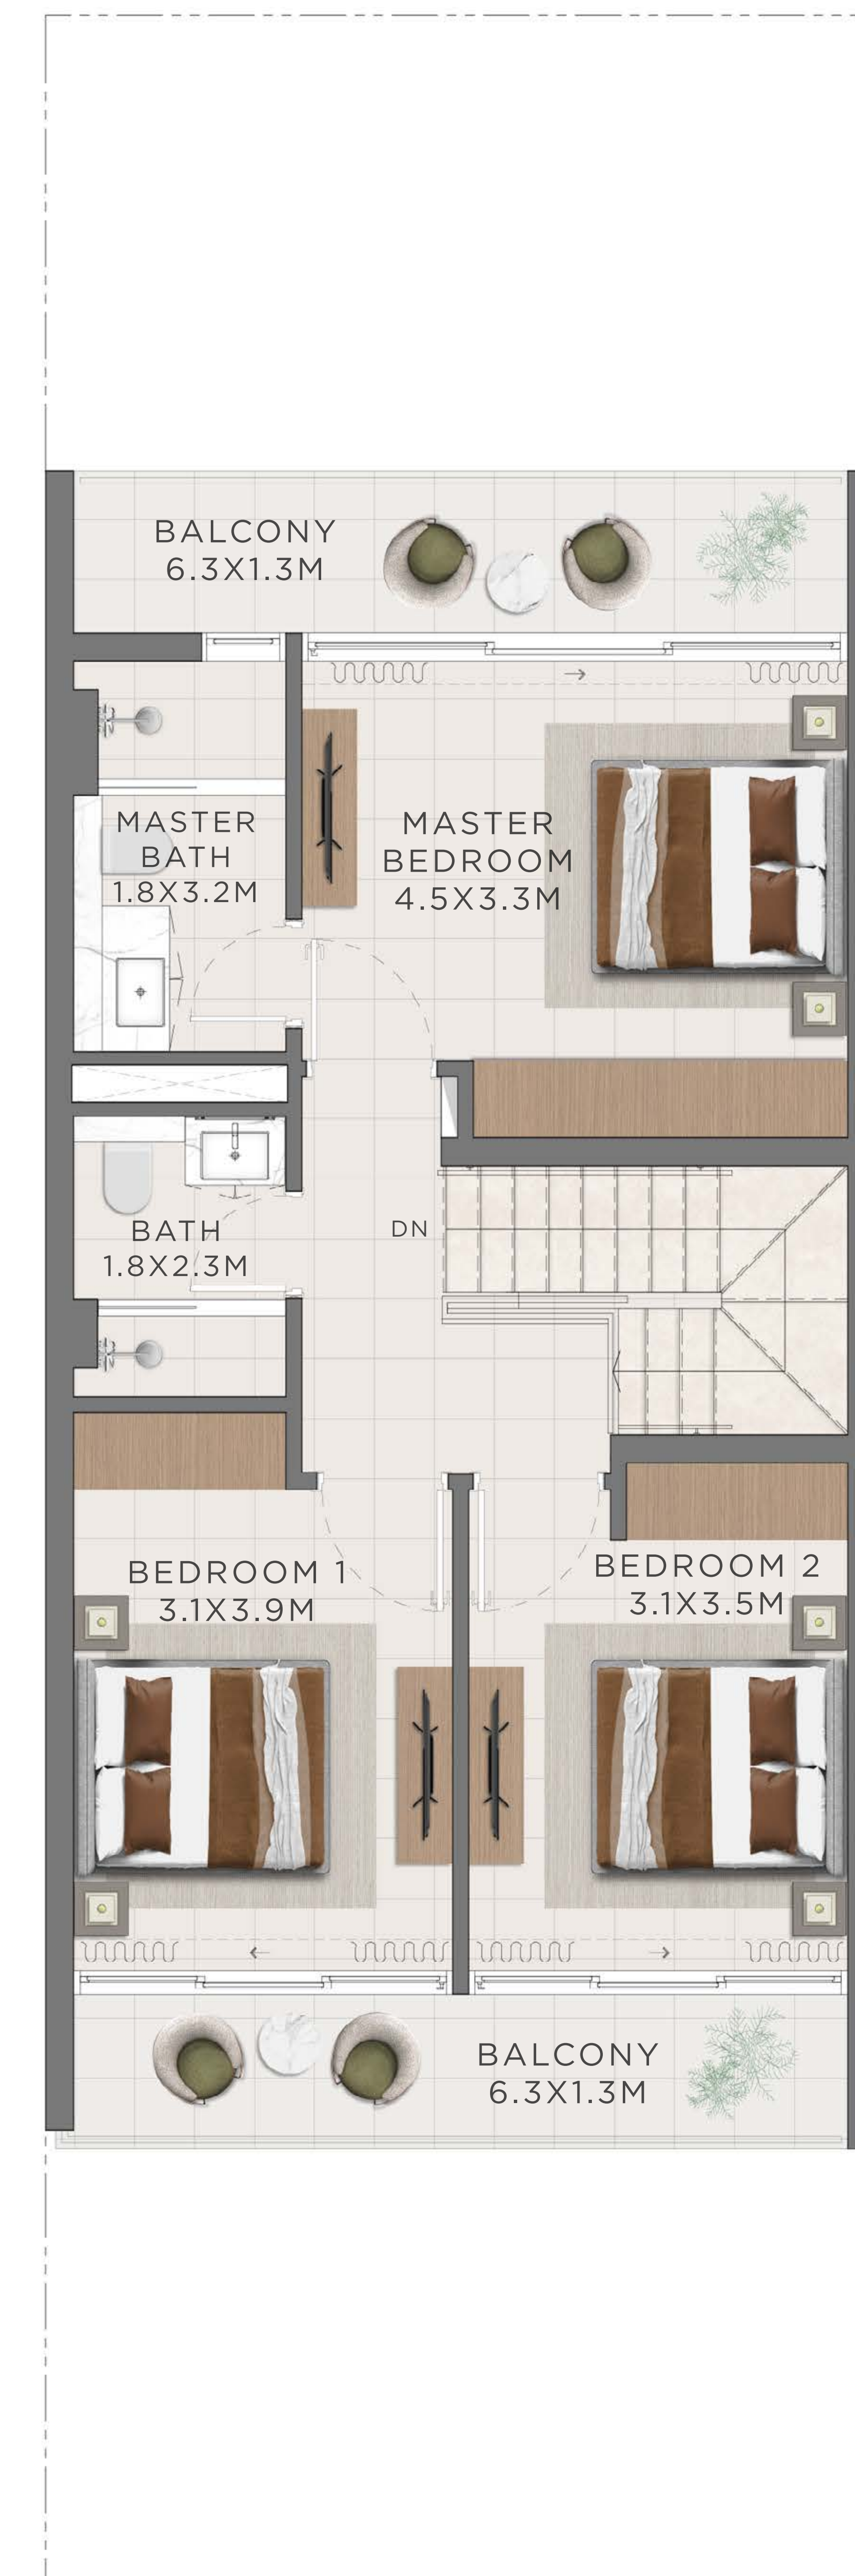 BALCONY
6.3X1.3M
MASTER
BATH
1.8X3.2M
MASTER
BEDROOM
4.5X3.3M
BATH
1.8X2.3M
DN
BEDROOM 1
3.1X3.9M
BEDROOM 2
3.1X3.5M
BALCONY
6.3X1.3M